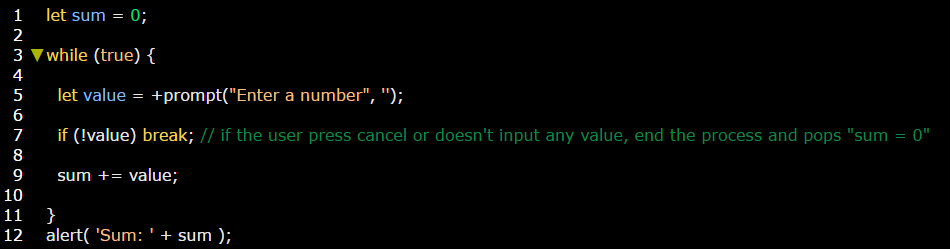 1 let sum = 0;
2
3 while (true) {
4
5 let value = +prompt("Enter a number", '');
6
7 if (!value) break; // if the user press cancel or doesn't input any value, end the process and pops "sum = 0"
8
9 sum += value;
10
11 }
12 alert( 'Sum: ' + sum );